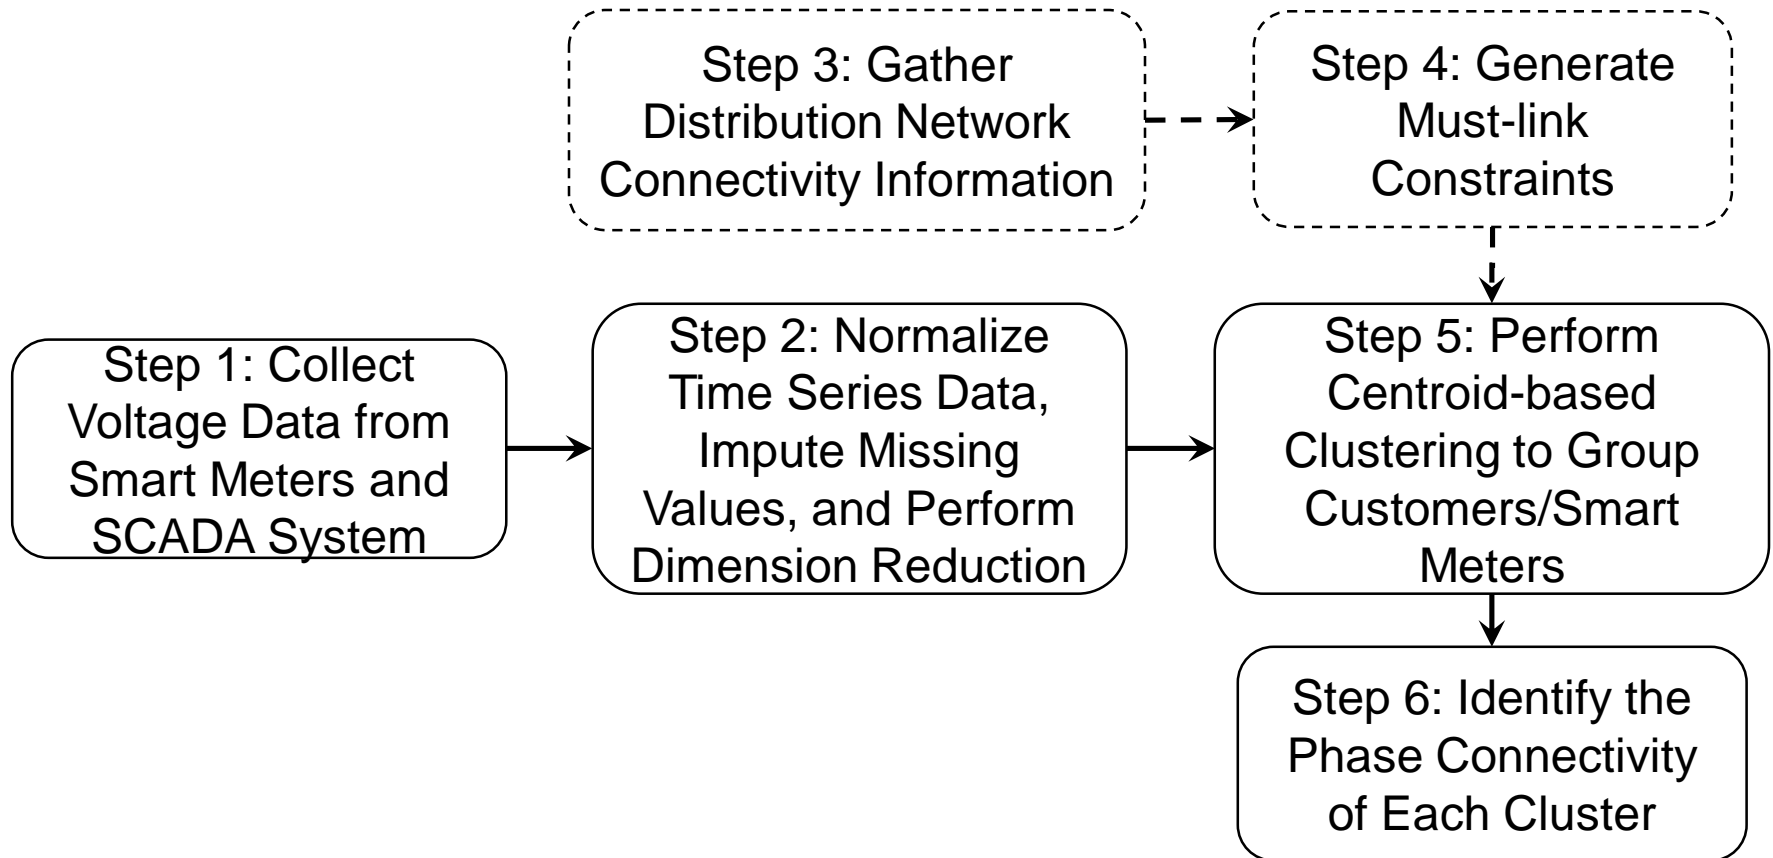 Step 3: Gather
Distribution Network
Connectivity Information
Step 4: Generate
Must-link
Constraints
Step 1: Collect
Voltage Data from
Smart Meters and
SCADA System
Step 2: Normalize
Time Series Data,
Impute Missing
Values, and Perform
Dimension Reduction
Step 5: Perform
Centroid-based
Clustering to Group
Customers/Smart
Meters
Step 6: Identify the
Phase Connectivity
of Each Cluster